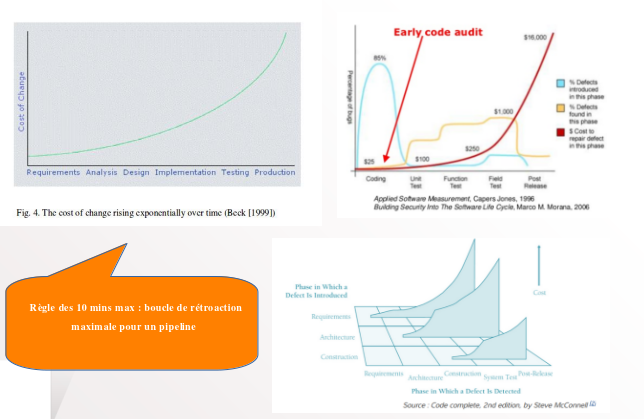 Cost of Change
Requirements Analysis Design Implementation Testing Production
Fig. 4. The cost of change rising exponentially over time (Beck [1999])
Early code audit
$16,000
85%
Percentage of Bugs
% Defects
introduced
in this phase
% Defects
found in
this phase
$ Cost to
repair defect
in this phase
$1,000
$250
$100
$25
Coding
Unit
Test
Function
Test
Field
Test
Post
Release
Applied Software Measurement, Capers Jones, 1996
Building Security Into The Software Life Cycle, Marco M. Morana, 2006
Règle des 10 mins max : boucle de rétroaction
maximale pour un pipeline
Phase in Which a
Defect Is Introduced
Cost
Requirements
Architecture
Construction
Requirements Architecture Construction System Test Post-Release
Phase in Which a Defect Is Detected
Source : Code complete, 2nd edition, by Steve McConnell